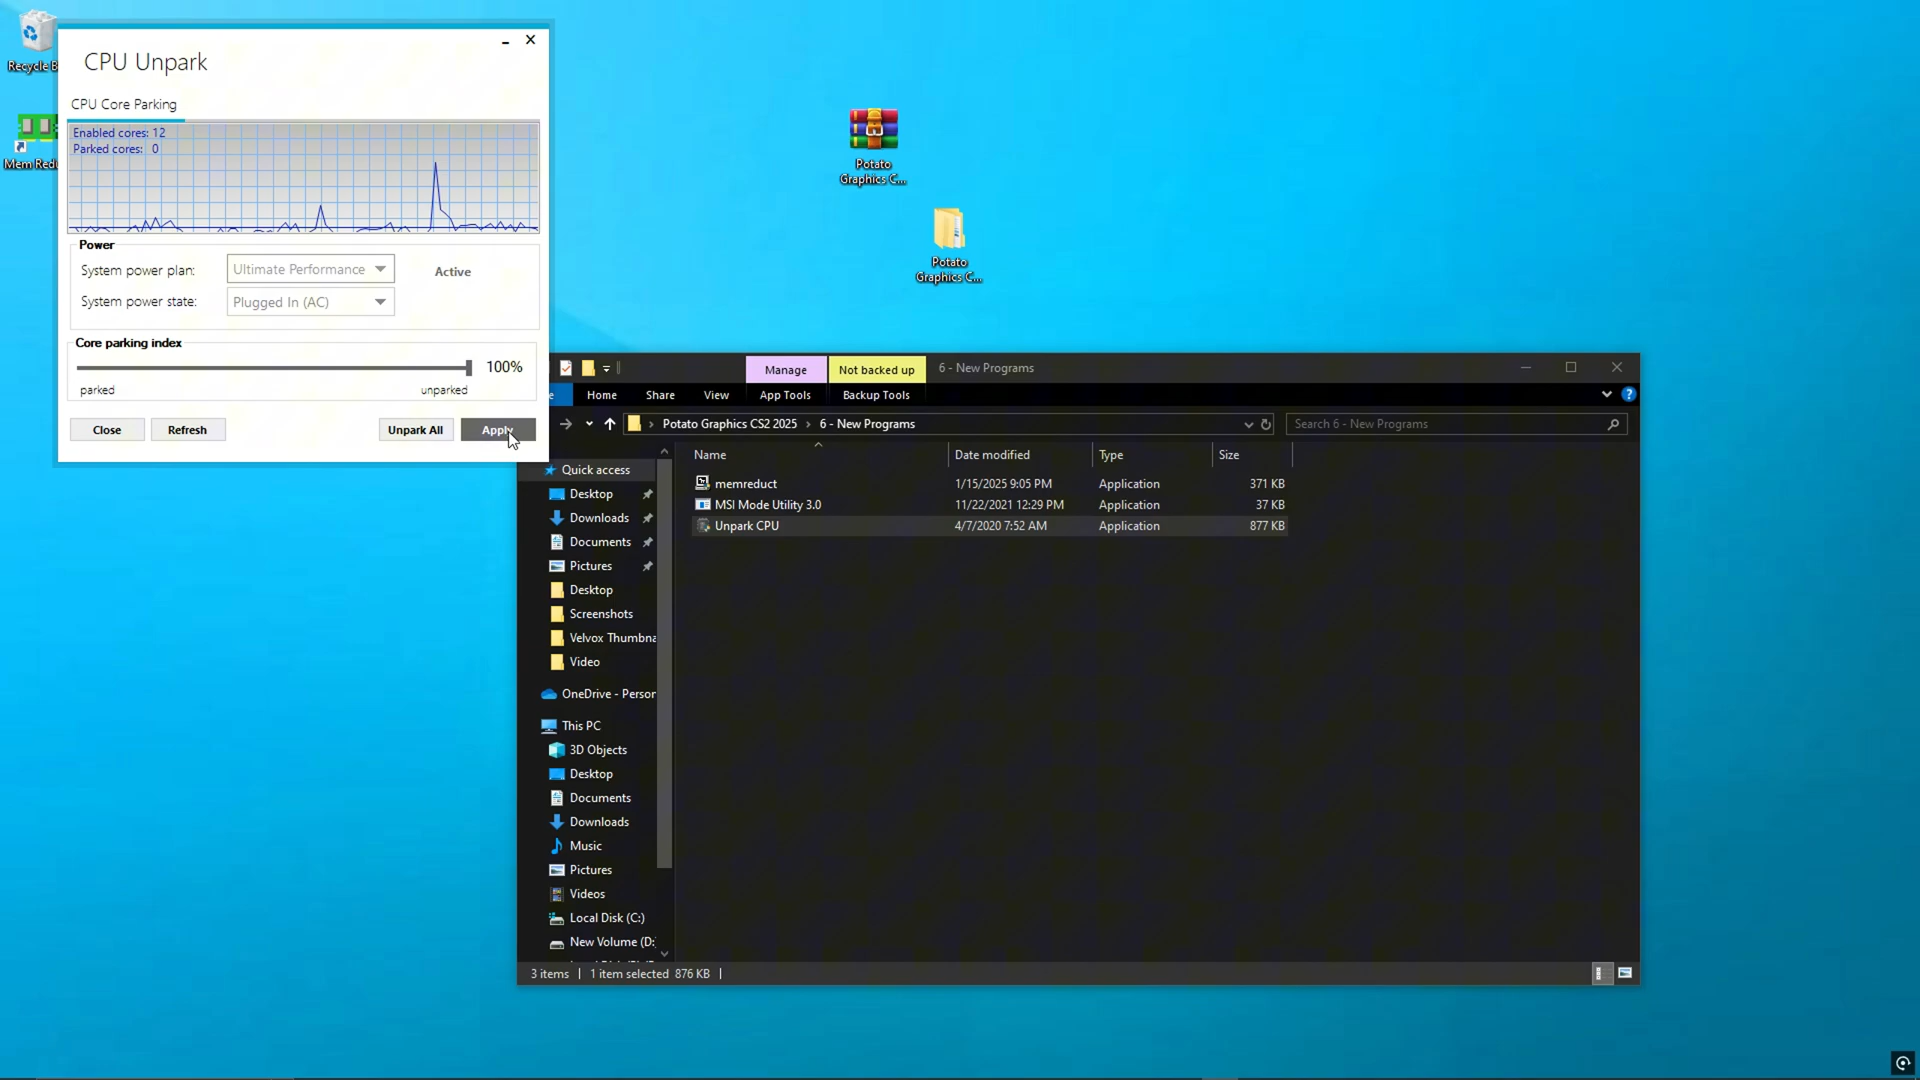 Recycle B
Mem Redu
CPU Unpark
CPU Core Parking
Enabled cores: 12
Parked cores: 0
Power
System power plan:
Ultimate Performance
Active
System power state:
Plugged In (AC)
Core parking index
100%
parked
unparked
Close
Refresh
Unpark All
Apply
Potato
Graphics C...
Potato
Graphics C...
Manage
Not backed up
6 - New Programs
e
Home
Share
View
App Tools
Backup Tools
Potato Graphics CS2 2025
6 - New Programs
Search 6 - New Programs
Name
Date modified
Type
Size
memreduct
1/15/2025 9:05 PM
Application
371 KB
MSI Mode Utility 3.0
11/22/2021 12:29 PM
Application
37 KB
Unpark CPU
4/7/2020 7:52 AM
Application
877 KB
Quick access
Desktop
Downloads
Documents
Pictures
Desktop
Screenshots
Velvox Thumbna
Video
OneDrive - Person
This PC
3D Objects
Desktop
Documents
Downloads
Music
Pictures
Videos
Local Disk (C:)
New Volume (D:
3 items
1 item selected 876 KB